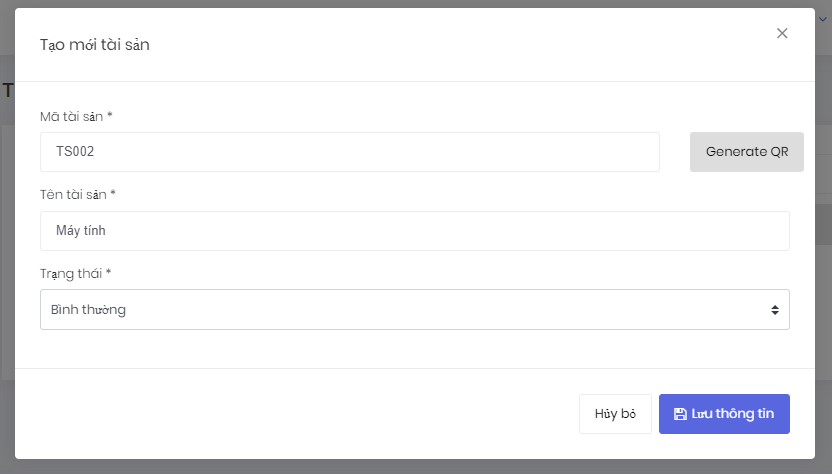 Tạo mới tài sản
T
Mã tài sản *
TS002
Generate QR
Tên tài sản *
Máy tính
Trạng thái *
Bình thường
Hủy bỏ
Lưu thông tin